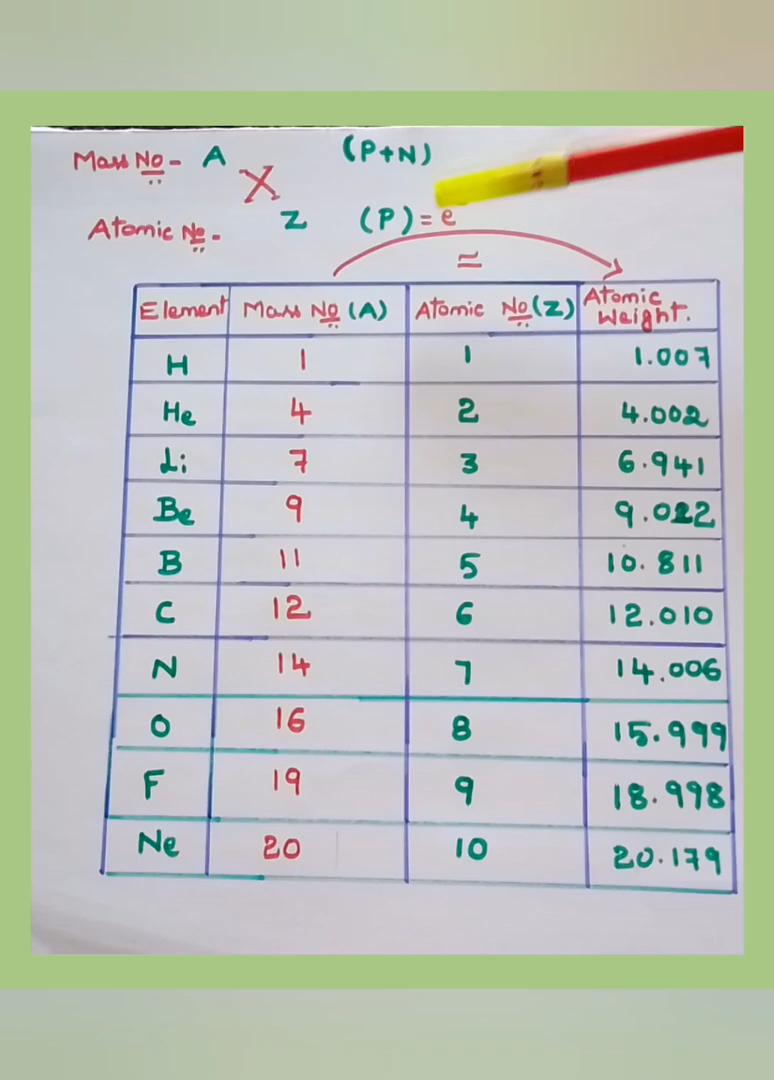 Mass No - A (P+N)
X
Atomic No - Z (P) = e
=
Element Mass No (A) Atomic No (Z) Atomic Weight.
H 1 1 1.007
He 4 2 4.002
Li 7 3 6.941
Be 9 4 9.022
B 11 5 10.811
C 12 6 12.010
N 14 7 14.006
O 16 8 15.999
F 19 9 18.998
Ne 20 10 20.179